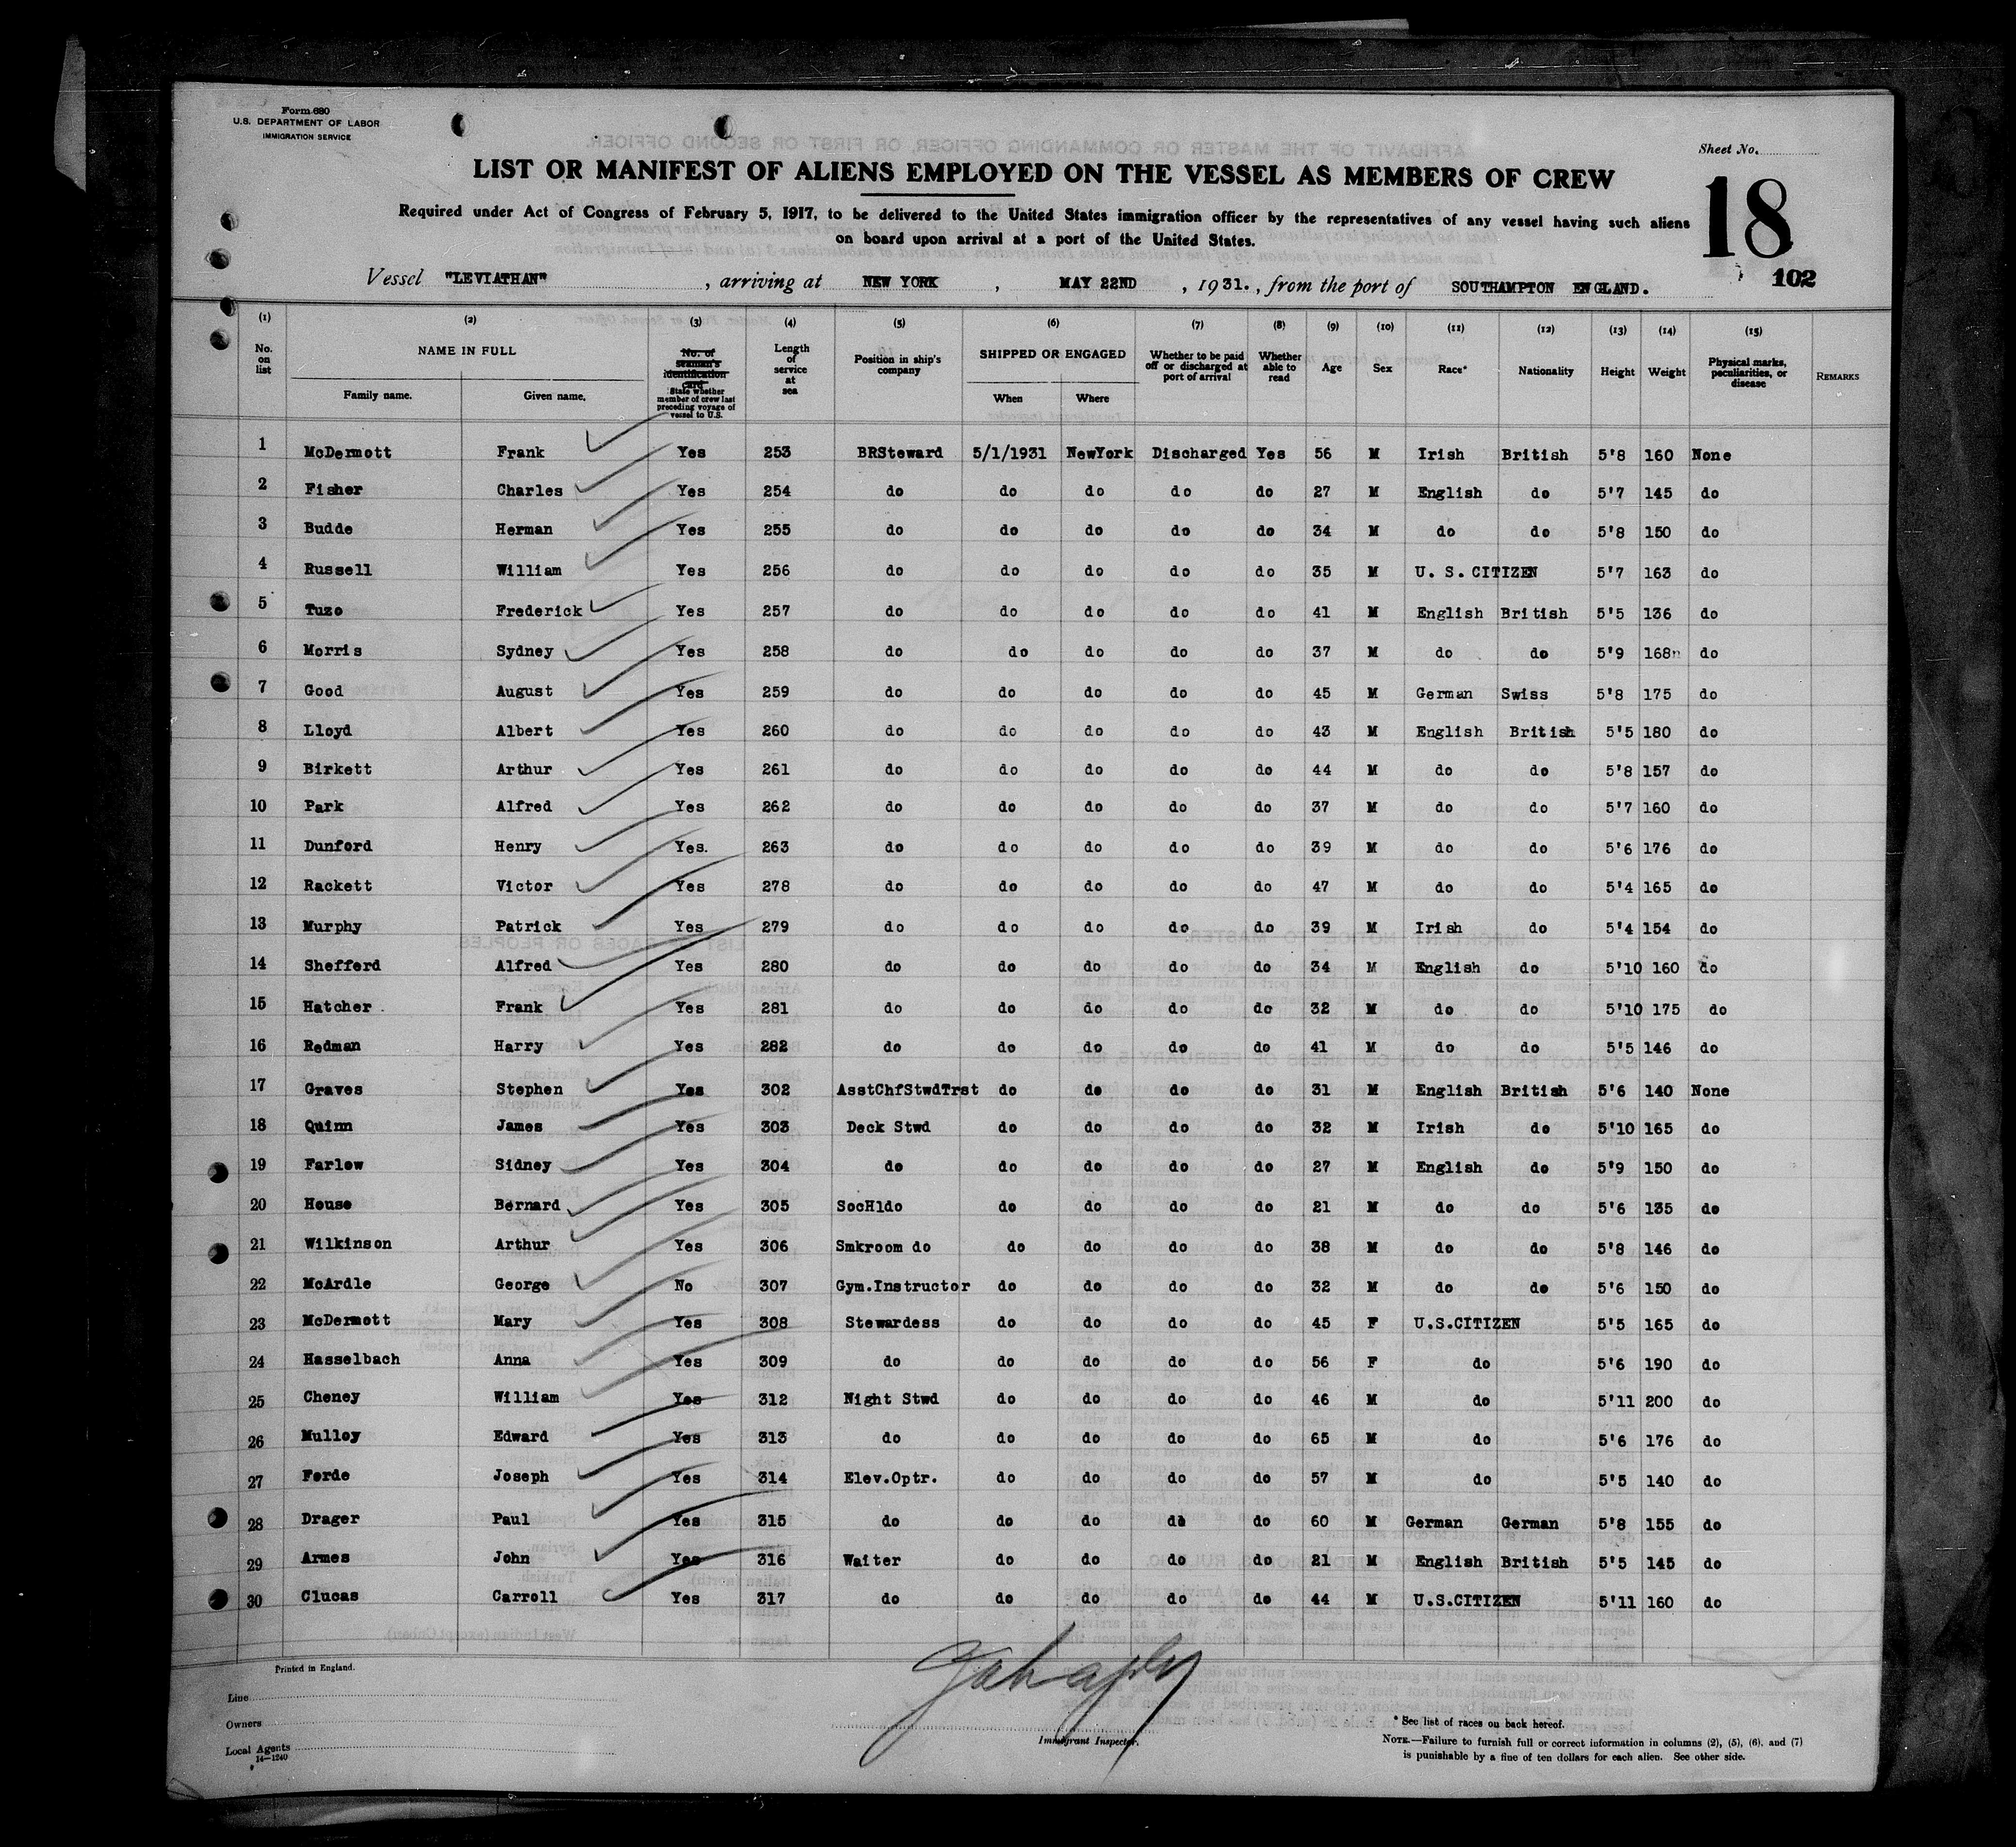 Form 680
U.S. DEPARTMENT OF LABOR
IMMIGRATION SERVICE
Sheet No.
LIST OR MANIFEST OF ALIENS EMPLOYED ON THE VESSEL AS MEMBERS OF CREW
18
Required under Act of Congress of February 5, 1917, to be delivered to the United States immigration officer by the representatives of any vessel having such aliens
on board upon arrival at a port of the United States.
102
Vessel "LEVIATHAN", arriving at NEW YORK, MAY 22ND, 1931., from the port of SOUTHAMPTON ENGLAND.
(1) (2) (3) (4) (5) (6) (7) (8) (9) (10) (11) (12) (13) (14) (15)
No. on list NAME IN FULL Family name. Given name. No. of seaman's identification card State whether member of crew last preceding voyage of vessel to U.S. Length of service at sea Position in ship's company SHIPPED OR ENGAGED When Where Whether to be paid off or discharged at port of arrival Whether able to read Age Sex Race* Nationality Height Weight Physical marks, peculiarities, or disease REMARKS
1 McDermott Frank Yes 253 BRSteward 5/1/1931 NewYork Discharged Yes 56 M Irish British 5'8 160 None
2 Fisher Charles Yes 254 do do do do do 27 M English do 5'7 145 do
3 Budde Herman Yes 255 do do do do do 34 M do do 5'8 150 do
4 Russell William Yes 256 do do do do do 35 M U. S. CITIZEN 5'7 163 do
5 Tuzo Frederick Yes 257 do do do do do 41 M English British 5'5 136 do
6 Morris Sydney Yes 258 do do do do do 37 M do do 5'9 168 do
7 Good August Yes 259 do do do do do 45 M German Swiss 5'8 175 do
8 Lloyd Albert Yes 260 do do do do do 43 M English British 5'5 180 do
9 Birkett Arthur Yes 261 do do do do do 44 M do do 5'8 157 do
10 Park Alfred Yes 262 do do do do do 37 M do do 5'7 160 do
11 Dunford Henry Yes. 263 do do do do do 39 M do do 5'6 176 do
12 Rackett Victor Yes 278 do do do do do 47 M do do 5'4 165 do
13 Murphy Patrick Yes 279 do do do do do 39 M Irish do 5'4 154 do
14 Shefferd Alfred Yes 280 do do do do do 34 M English do 5'10 160 do
15 Hatcher Frank Yes 281 do do do do do 32 M do do 5'10 175 do
16 Redman Harry Yes 282 do do do do do 41 M do do 5'5 146 do
17 Graves Stephen Yes 302 AsstChfStwdTrst do do do do 31 M English British 5'6 140 None
18 Quinn James Yes 303 Deck Stwd do do do do 32 M Irish do 5'10 165 do
19 Farlow Sidney Yes 304 do do do do do 27 M English do 5'9 150 do
20 House Bernard Yes 305 SocHldo do do do do 21 M do do 5'6 135 do
21 Wilkinson Arthur Yes 306 Smkroom do do do do do 38 M do do 5'8 146 do
22 McArdle George No 307 Gym.Instructor do do do do 32 M do do 5'6 150 do
23 McDermott Mary Yes 308 Stewardess do do do do 45 F U.S.CITIZEN 5'5 165 do
24 Hasselbach Anna Yes 309 do do do do do 56 F do 5'6 190 do
25 Cheney William Yes 312 Night Stwd do do do do 46 M do 5'11 200 do
26 Mulloy Edward Yes 313 do do do do do 65 M do 5'6 176 do
27 Forde Joseph Yes 314 Elev.Optr. do do do do 57 M do 5'5 140 do
28 Drager Paul Yes 315 do do do do do 60 M German German 5'8 155 do
29 Armes John Yes 316 Waiter do do do do 21 M English British 5'5 145 do
30 Clucas Carroll Yes 317 do do do do do 44 M U.S.CITIZEN 5'11 160 do
Printed in England.
Line
Owners
Local Agents
14—1240
Immigrant Inspector.
* See list of races on back hereof.
NOTE.—Failure to furnish full or correct information in columns (2), (5), (6), and (7)
is punishable by a fine of ten dollars for each alien. See other side.